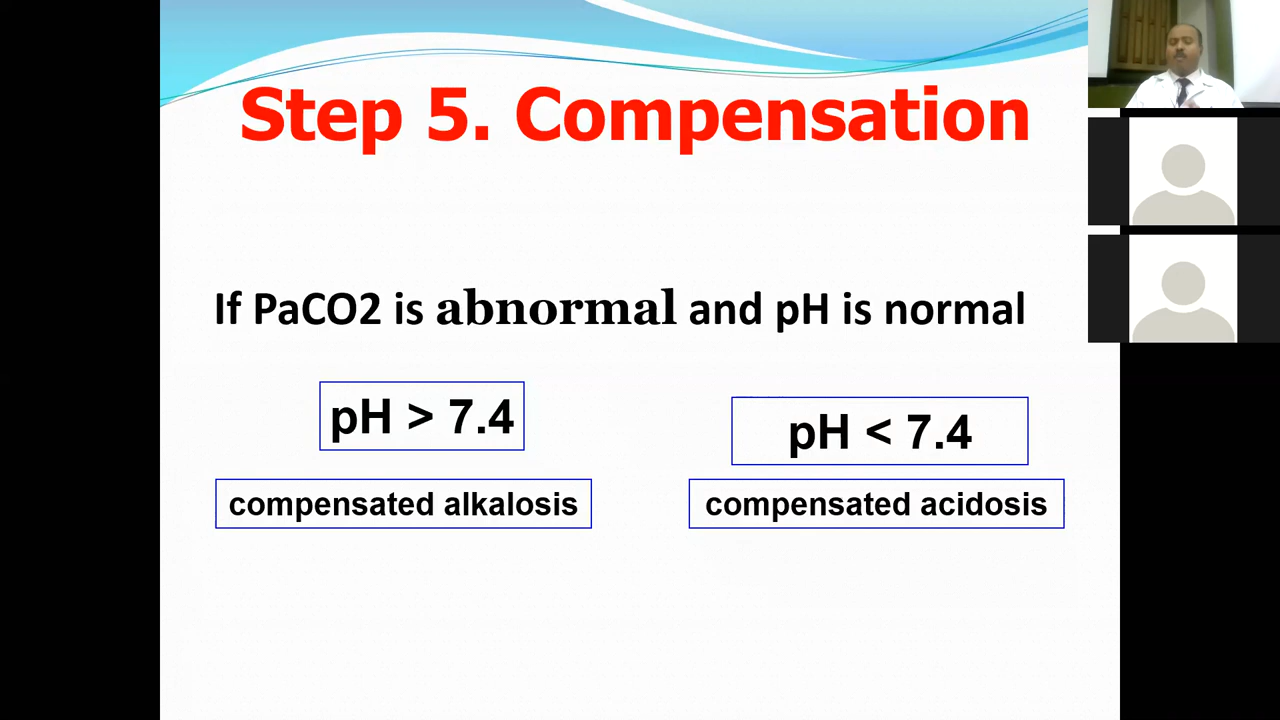 Step 5. Compensation
If PaCO2 is abnormal and pH is normal
pH > 7.4
pH < 7.4
compensated alkalosis
compensated acidosis